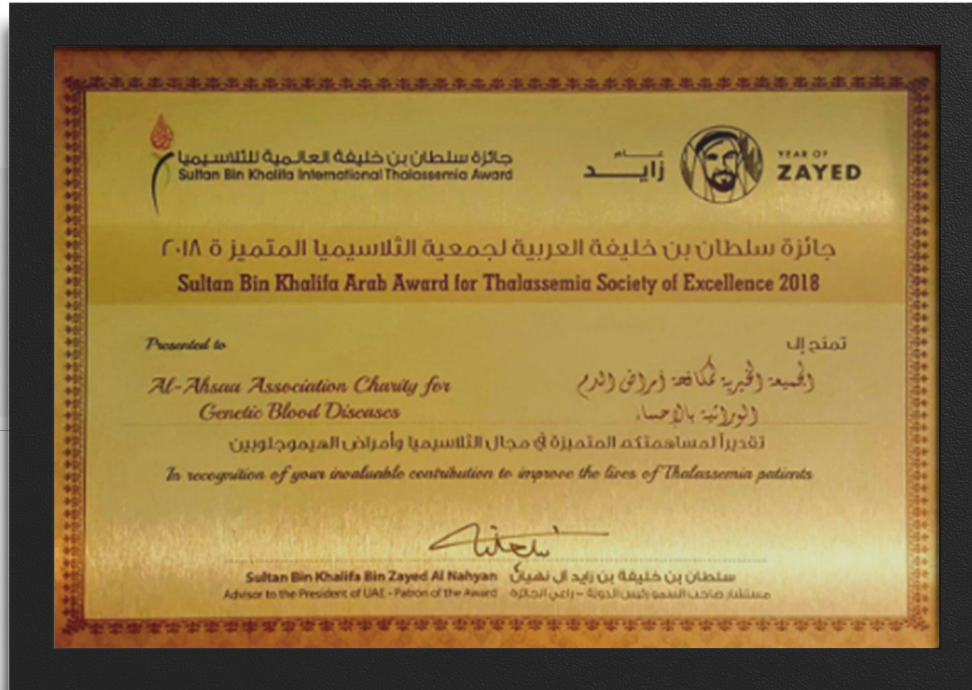 جائزة سلطان بن خليفة العالمية للثلاسيميا
Sultan Bin Khalifa International Thalassemia Award
عام
زايد
YEAR OF
ZAYED
جائزة سلطان بن خليفة العربية لجمعية الثلاسيميا المتميز ة ٢٠١٨
Sultan Bin Khalifa Arab Award for Thalassemia Society of Excellence 2018
Presented to
تمنح إلى
Al-Ahsaa Association Charity for
Genetic Blood Diseases
الجميعة الخيرية لمكافحة أمراض الدم
الوراثية بالاحساء
تقديراً لمساهمتكم المتميزة في مجال الثلاسيميا وأمراض الهيموجلوبين
In recognition of your invaluable contribution to improve the lives of Thalassemia patients
Sultan Bin Khalifa Bin Zayed Al Nahyan
سلطان بن خليفة بن زايد آل نهيان
Advisor to the President of UAE - Patron of the Award
مستشار صاحب السمو رئيس الدولة - راعي الجائزة